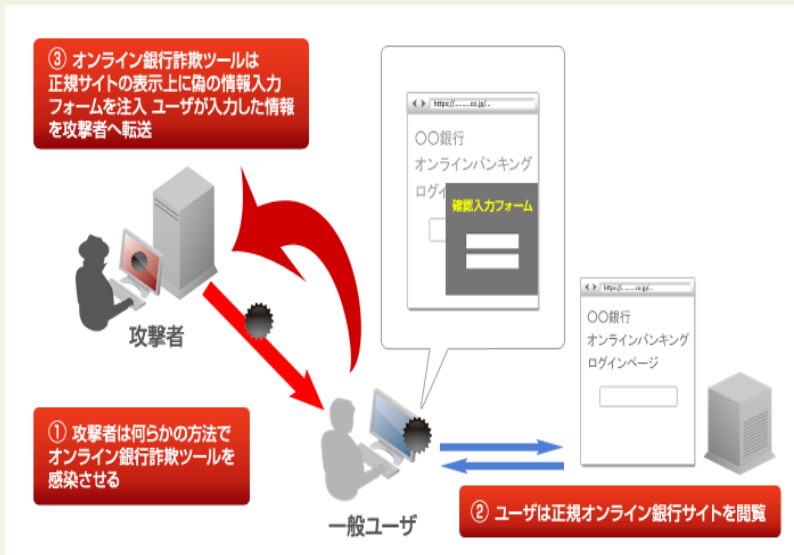 ③ オンライン銀行詐欺ツールは
正規サイトの表示上に偽の情報入力
フォームを注入 ユーザが入力した情報
を攻撃者へ転送
攻撃者
https://.........co.jp/...
〇〇銀行
オンラインバンキング
ログイ
確認入力フォーム
https://.........co.jp/...
〇〇銀行
オンラインバンキング
ログインページ
① 攻撃者は何らかの方法で
オンライン銀行詐欺ツールを
感染させる
一般ユーザ
② ユーザは正規オンライン銀行サイトを閲覧